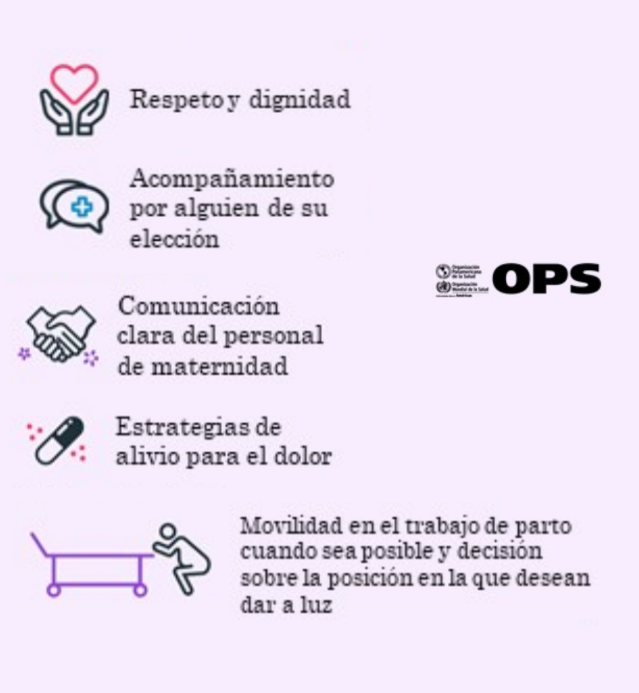 Respeto y dignidad
Acompañamiento
por alguien de su
elección
Organización
Panamericana
de la Salud
Organización
Mundial de la Salud
Américas
OPS
Comunicación
clara del personal
de maternidad
Estrategias de
alivio para el dolor
Movilidad en el trabajo de parto
cuando sea posible y decisión
sobre la posición en la que desean
dar a luz